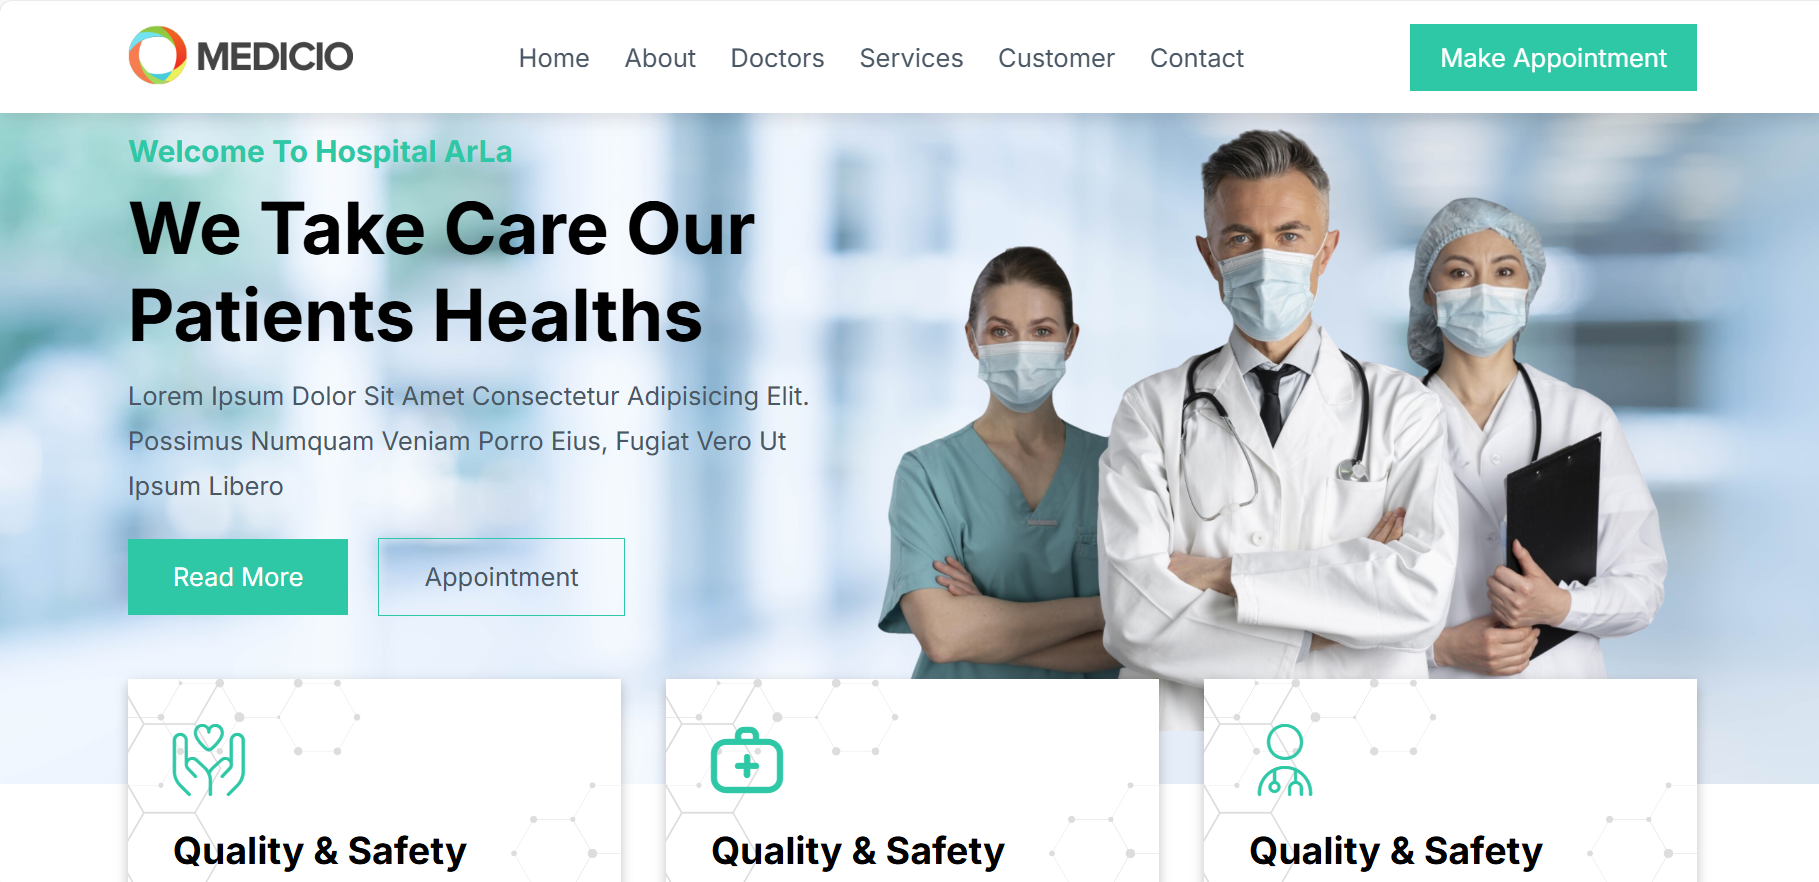 MEDICIO
Home About Doctors Services Customer Contact
Make Appointment
Welcome To Hospital ArLa
We Take Care Our
Patients Healths
Lorem Ipsum Dolor Sit Amet Consectetur Adipisicing Elit.
Possimus Numquam Veniam Porro Eius, Fugiat Vero Ut
Ipsum Libero
Read More
Appointment
Quality & Safety
Quality & Safety
Quality & Safety